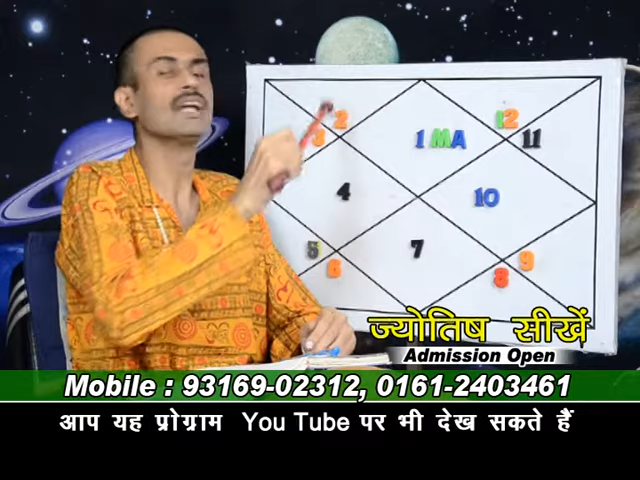 2 12
3 1 MA 11
4 10
5 7 9
6 8
ज्योतिष सीखें
Admission Open
Mobile : 93169-02312, 0161-2403461
आप यह प्रोग्राम You Tube पर भी देख सकते हैं